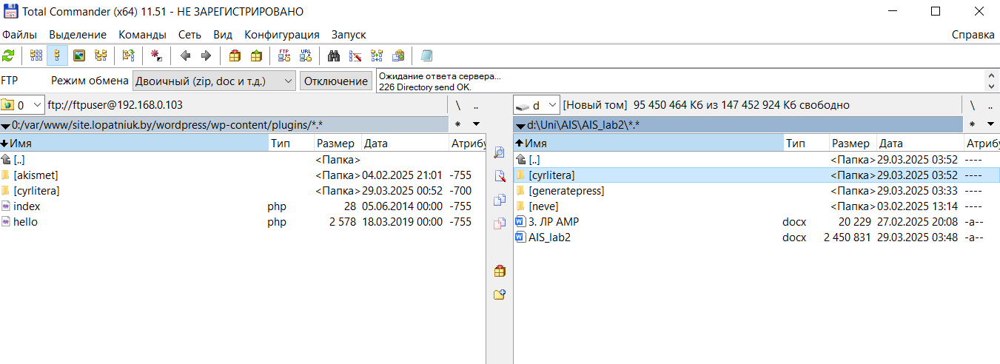 Total Commander (x64) 11.51 - НЕ ЗАРЕГИСТРИРОВАНО
Файлы Выделение Команды Сеть Вид Конфигурация Запуск Справка
FTP URL
FTP Режим обмена Двоичный (zip, doc и т.д.) Отключение
Ожидание ответа сервера...
226 Directory send OK.
0 ftp://ftpuser@192.168.0.103 \ ..
d [Новый том] 95 450 464 Кб из 147 452 924 Кб свободно \ ..
0:/var/www/site.lopatniuk.by/wordpress/wp-content/plugins/*.* *
Имя Тип Размер Дата Атрибу
[..] <Папка>
[akismet] <Папка> 04.02.2025 21:01 -755
[cyrlitera] <Папка> 29.03.2025 00:52 -700
index php 28 05.06.2014 00:00 -755
hello php 2 578 18.03.2019 00:00 -755
d:\Uni\AIS\AIS_lab2\*.* *
Имя Тип Размер Дата Атрибу
[..] <Папка> 29.03.2025 03:52 ----
[cyrlitera] <Папка> 29.03.2025 03:52 ----
[generatepress] <Папка> 29.03.2025 03:33 ----
[neve] <Папка> 03.02.2025 13:14 ----
3. ЛР АМР docx 20 229 27.02.2025 20:08 -a--
AIS_lab2 docx 2 450 831 29.03.2025 03:48 -a--